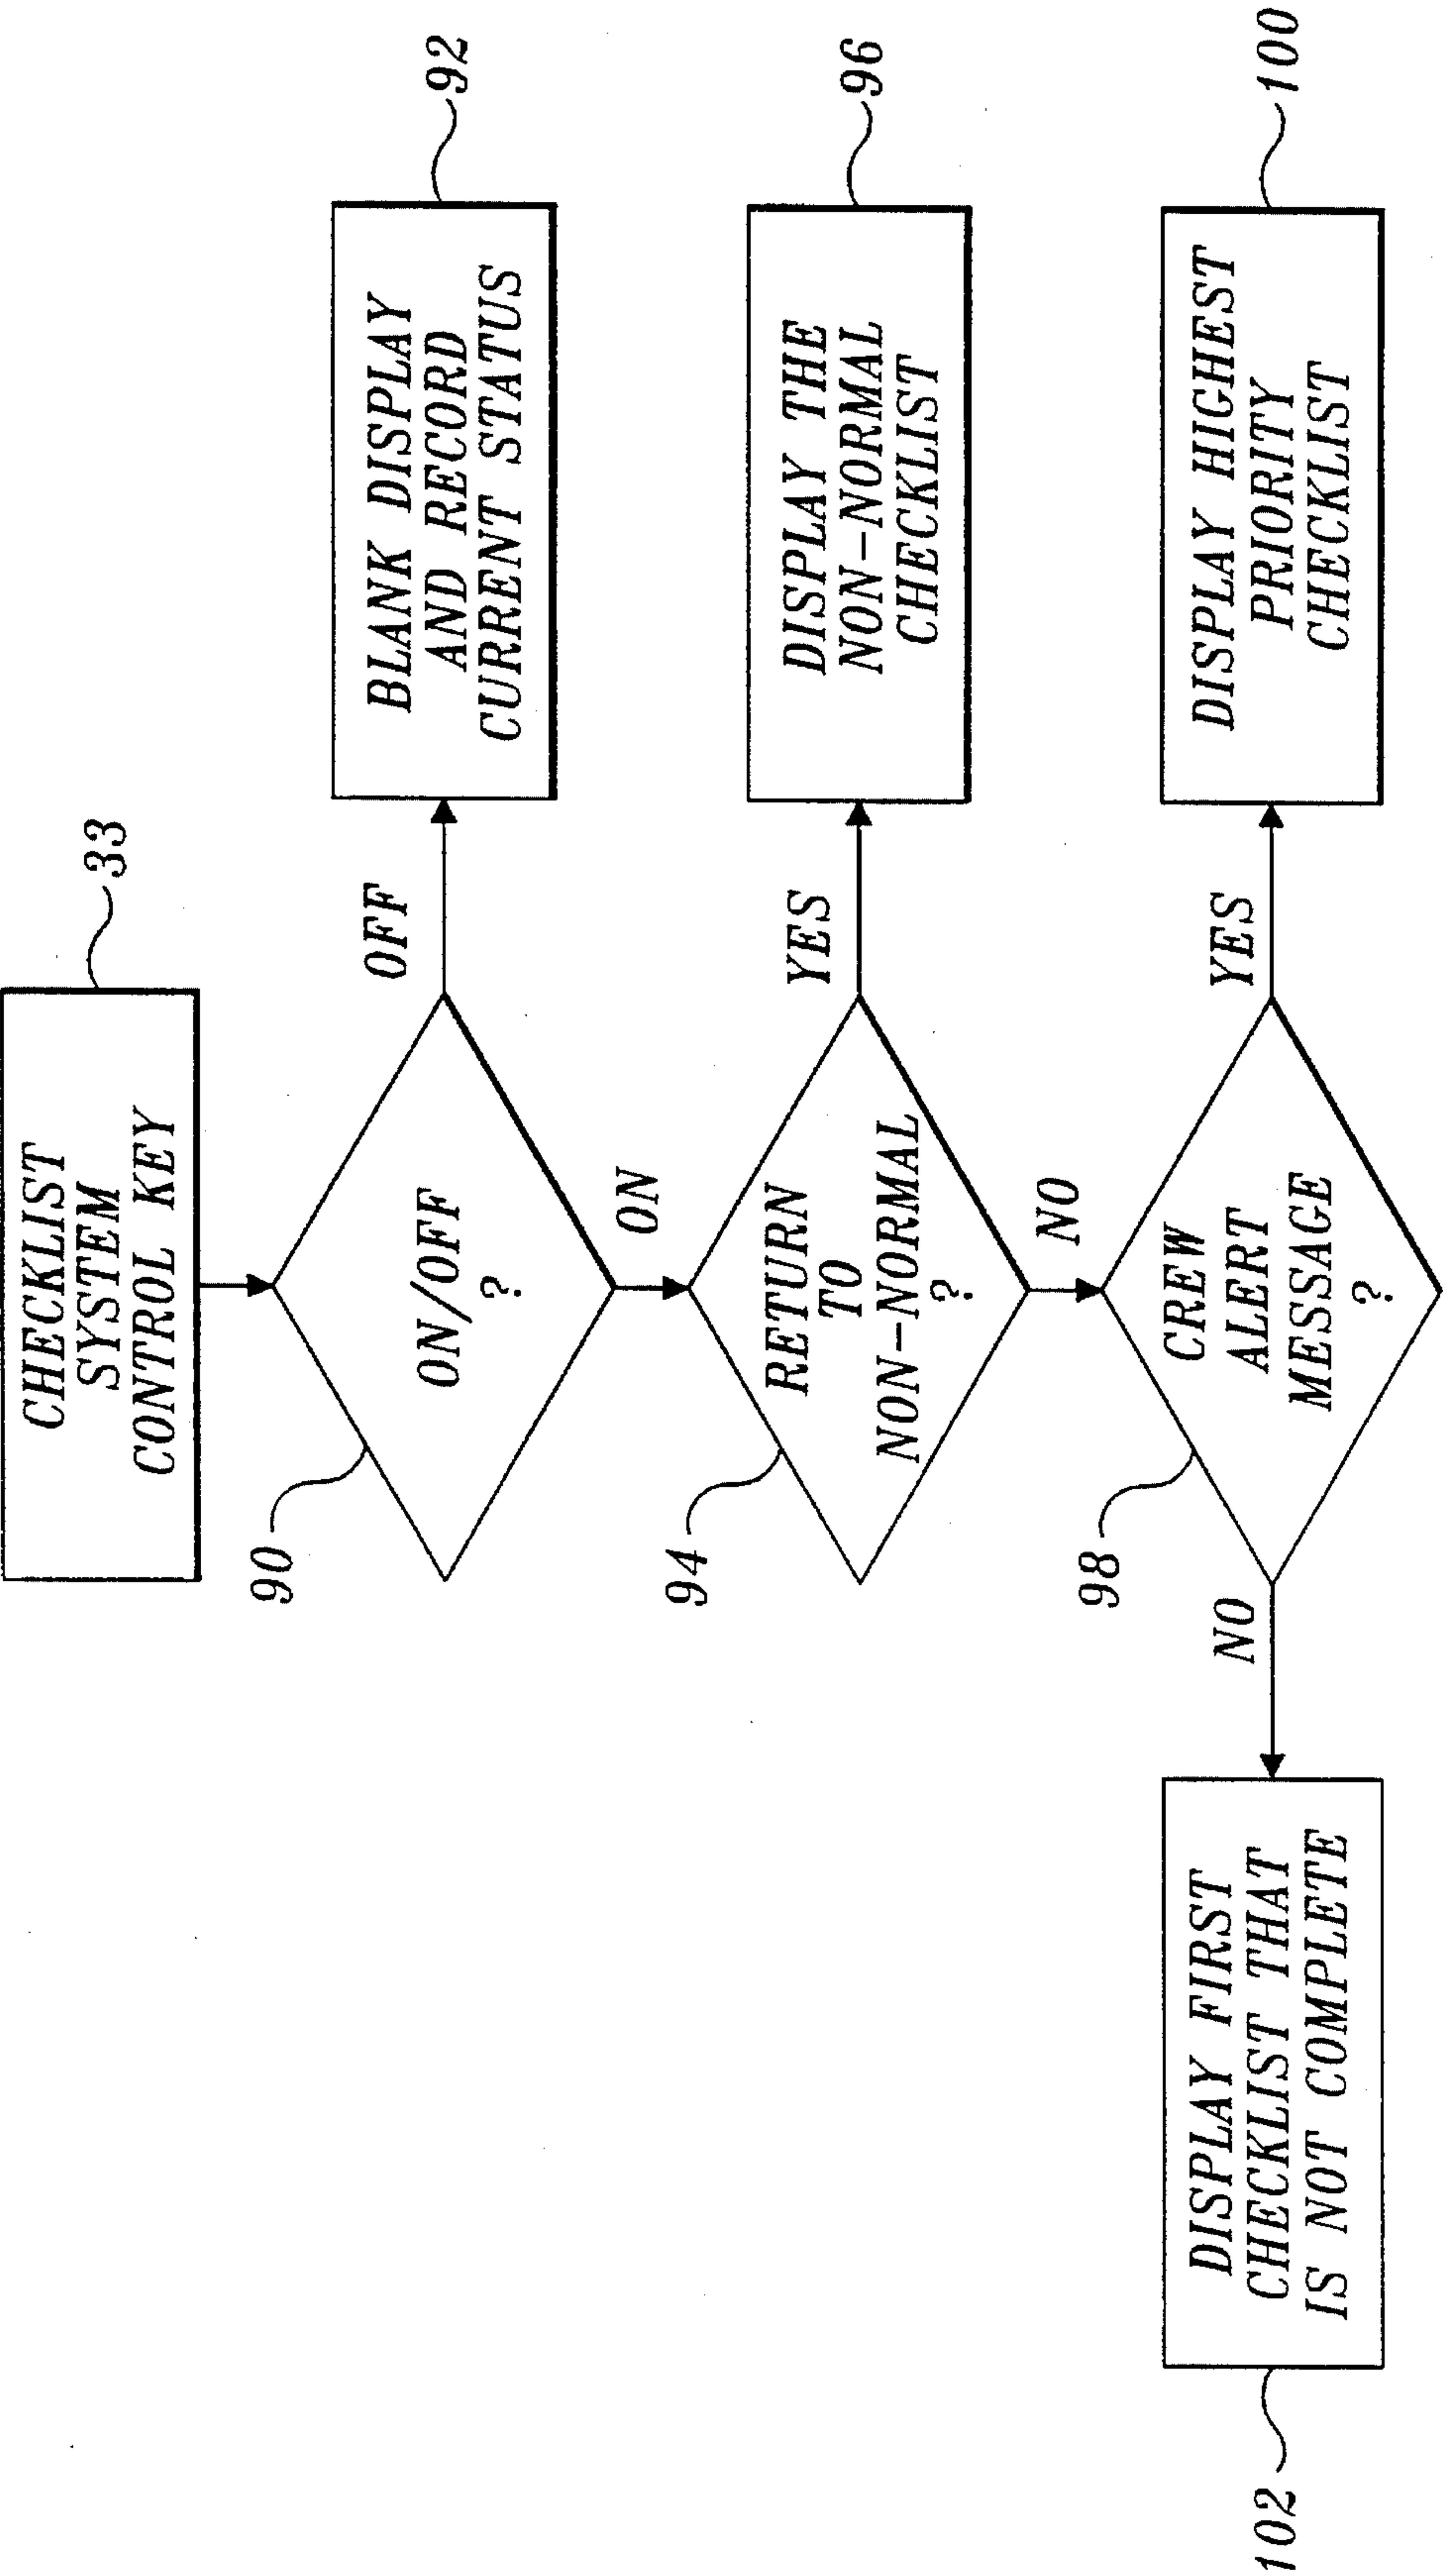 CHECKLIST
SYSTEM
CONTROL KEY
33
90
ON/OFF
?
OFF
BLANK DISPLAY
AND RECORD
CURRENT STATUS
92
ON
94
RETURN
TO
NON-NORMAL
?
YES
DISPLAY THE
NON-NORMAL
CHECKLIST
96
NO
98
CREW
ALERT
MESSAGE
?
YES
DISPLAY HIGHEST
PRIORITY
CHECKLIST
100
NO
DISPLAY FIRST
CHECKLIST THAT
IS NOT COMPLETE
102